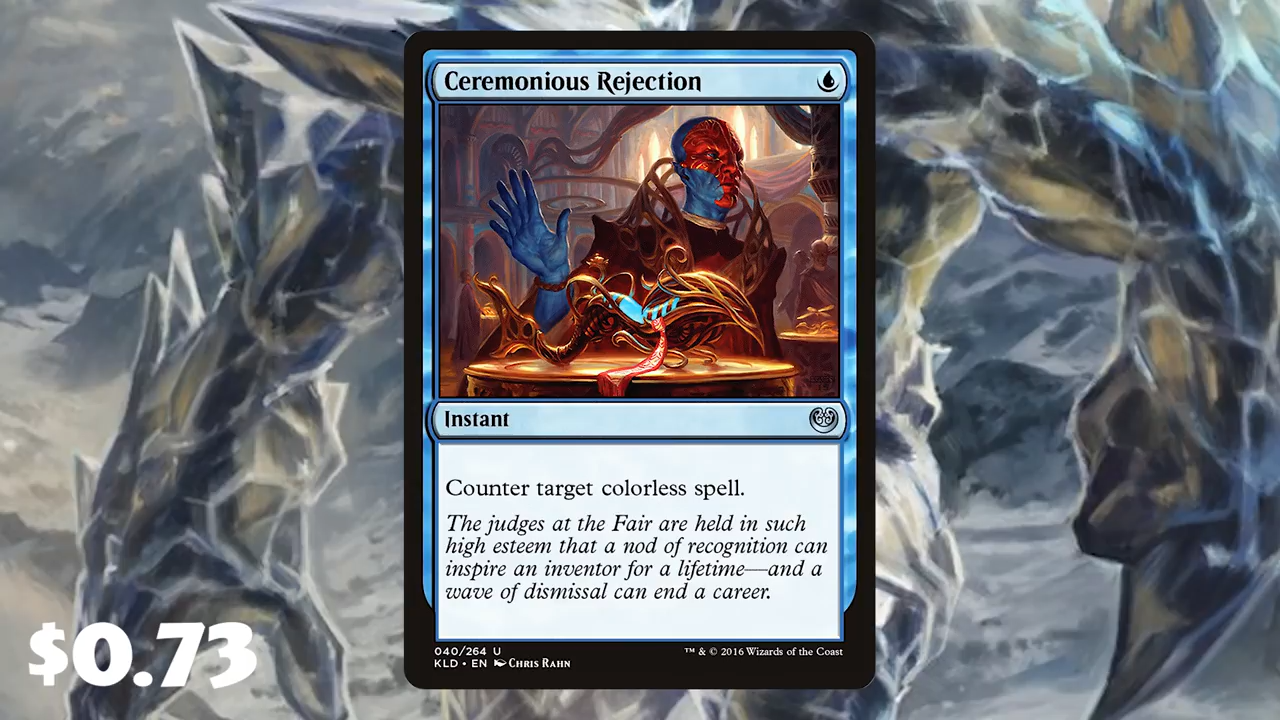 Ceremonious Rejection
Instant
Counter target colorless spell.
The judges at the Fair are held in such
high esteem that a nod of recognition can
inspire an inventor for a lifetime—and a
wave of dismissal can end a career.
040/264 U
KLD • EN Chris Rahn
™ & © 2016 Wizards of the Coast
$0.73